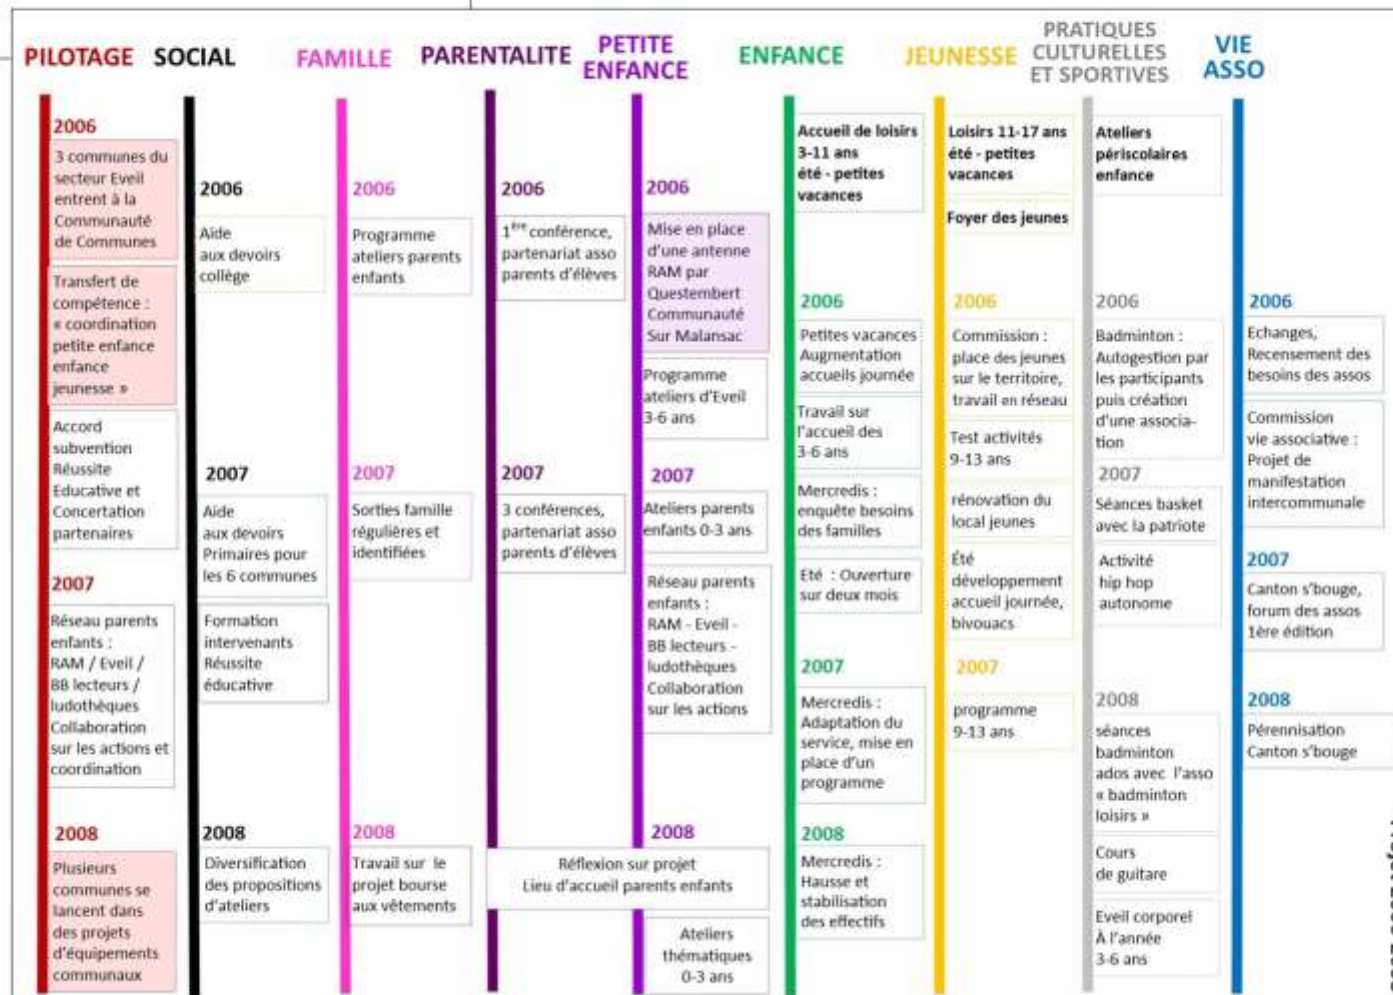 PILOTAGE
SOCIAL
FAMILLE
PARENTALITE
PETITE
ENFANCE
ENFANCE
JEUNESSE
PRATIQUES
CULTURELLES
ET SPORTIVES
VIE
ASSO
2006
3 communes du
secteur Eveil
entrent à la
Communauté
de Communes
Transfert de
compétence :
« coordination
petite enfance
enfance
jeunesse »
Accord
subvention
Réussite
Educative et
Concertation
partenaires
2007
Réseau parents
enfants :
RAM / Eveil /
BB lecteurs /
ludothèques
Collaboration
sur les actions et
coordination
2008
Plusieurs
communes se
lancent dans
des projets
d'équipements
communaux
2006
Aide
aux devoirs
collège
2007
Aide
aux devoirs
Primaires pour
les 6 communes
Formation
intervenants
Réussite
éducative
2008
Diversification
des propositions
d'ateliers
2006
Programme
ateliers parents
enfants
2007
Sorties famille
régulières et
identifiées
2008
Travail sur le
projet bourse
aux vêtements
2006
1ère conférence,
partenariat asso
parents d'élèves
2007
3 conférences,
partenariat asso
parents d'élèves
2006
Mise en place
d'une antenne
RAM par
Questembert
Communauté
Sur Malansac
Programme
ateliers d'Eveil
3-6 ans
2007
Ateliers parents
enfants 0-3 ans
Réseau parents
enfants :
RAM - Eveil -
BB lecteurs -
ludothèques
Collaboration
sur les actions
2008
Réflexion sur projet
Lieu d'accueil parents enfants
Ateliers
thématiques
0-3 ans
Accueil de loisirs
3-11 ans
été - petites
vacances
2006
Petites vacances
Augmentation
accueils journée
Travail sur
l'accueil des
3-6 ans
Mercredis :
enquête besoins
des familles
Eté : Ouverture
sur deux mois
2007
Mercredis :
Adaptation du
service, mise en
place d'un
programme
2008
Mercredis :
Hausse et
stabilisation
des effectifs
Loisirs 11-17 ans
été - petites
vacances
Foyer des jeunes
2006
Commission :
place des jeunes
sur le territoire,
travail en réseau
Test activités
9-13 ans
rénovation du
local jeunes
Été
développement
accueil journée,
bivouacs
2007
programme
9-13 ans
Ateliers
périscolaires
enfance
2006
Badminton :
Autogestion par
les participants
puis création
d'une associa-
tion
2007
Séances basket
avec la patriote
Activité
hip hop
autonome
2008
séances
badminton
ados avec l'asso
« badminton
loisirs »
Cours
de guitare
Eveil corporel
À l'année
3-6 ans
2006
Echanges,
Recensement des
besoins des assos
Commission
vie associative :
Projet de
manifestation
intercommunale
2007
Canton s'bouge,
forum des assos
1ère édition
2008
Pérennisation
Canton s'bouge